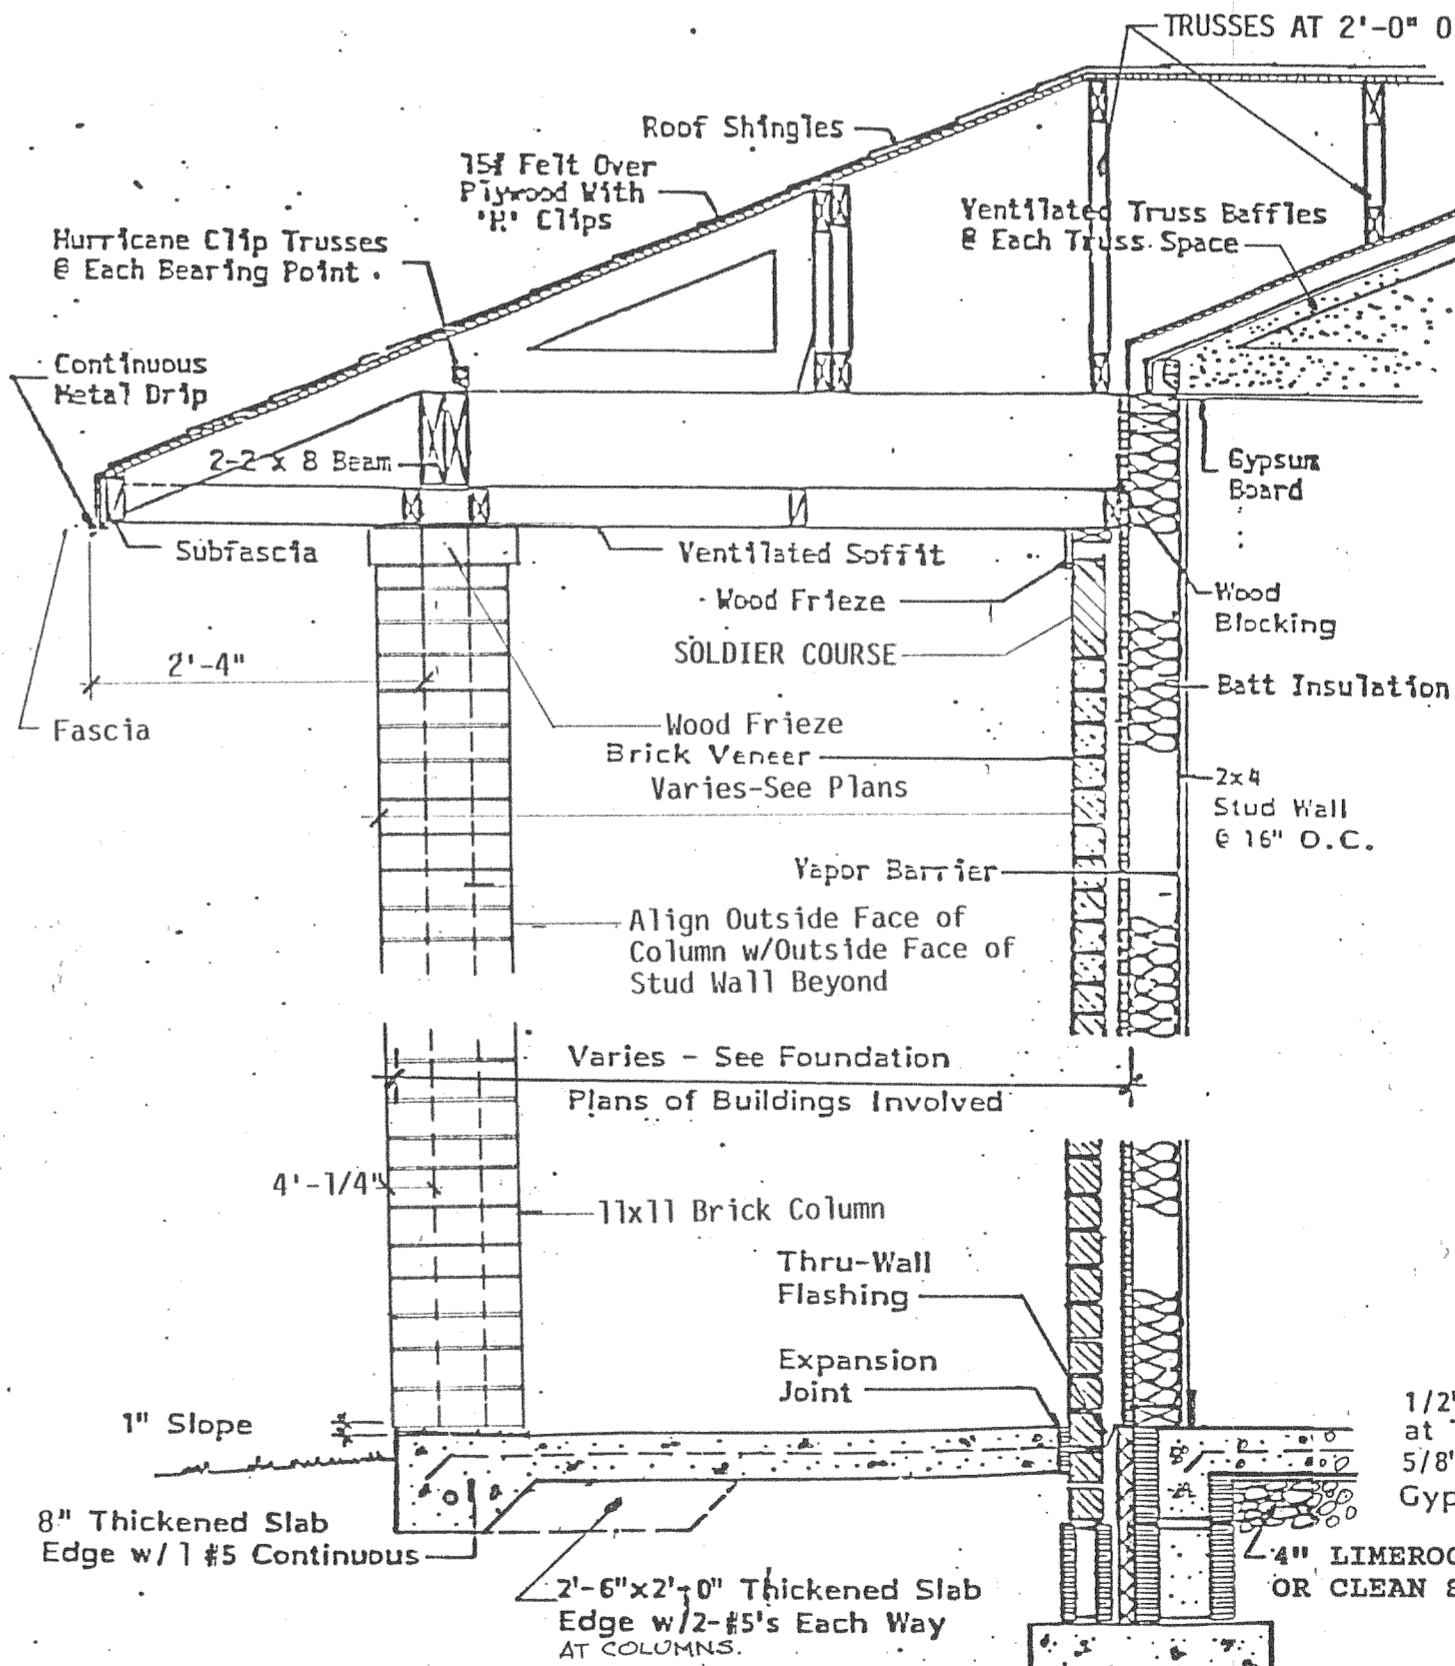 TRUSSES AT 2'-0" O
Roof Shingles
15# Felt Over
Plywood With
'H' Clips
Ventilated Truss Baffles
@ Each Truss Space
Hurricane Clip Trusses
@ Each Bearing Point
Continuous
Metal Drip
2-2 x 8 Beam
Gypsum
Board
Subfascia
Ventilated Soffit
Wood Frieze
Wood
Blocking
SOLDIER COURSE
2'-4"
Batt Insulation
Fascia
Wood Frieze
Brick Veneer
Varies-See Plans
2x4
Stud Wall
@ 16" O.C.
Vapor Barrier
Align Outside Face of
Column w/Outside Face of
Stud Wall Beyond
Varies - See Foundation
Plans of Buildings Involved
4'-1/4"
11x11 Brick Column
Thru-Wall
Flashing
Expansion
Joint
1" Slope
1/2"
at
5/8"
Gyp
8" Thickened Slab
Edge w/ 1 #5 Continuous
4" LIMEROC
OR CLEAN
2'-6"x2'-0" Thickened Slab
Edge w/2-#5's Each Way
AT COLUMNS.